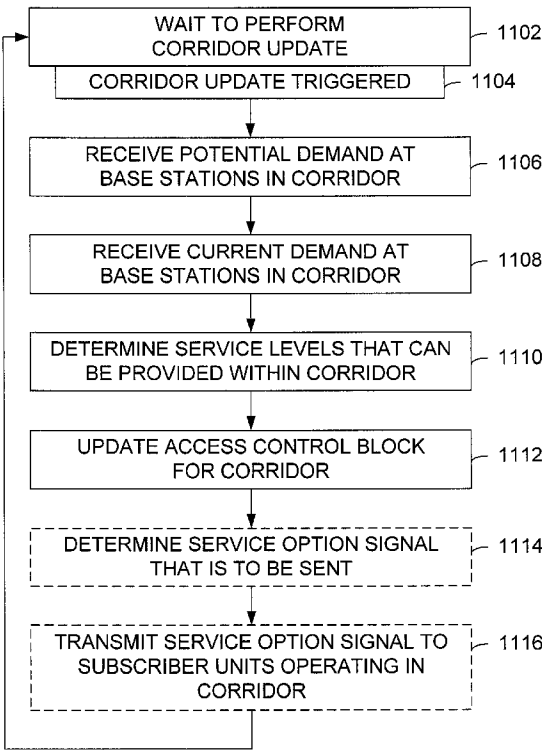 WAIT TO PERFORM
CORRIDOR UPDATE
1102
CORRIDOR UPDATE TRIGGERED
1104
RECEIVE POTENTIAL DEMAND AT
BASE STATIONS IN CORRIDOR
1106
RECEIVE CURRENT DEMAND AT
BASE STATIONS IN CORRIDOR
1108
DETERMINE SERVICE LEVELS THAT CAN
BE PROVIDED WITHIN CORRIDOR
1110
UPDATE ACCESS CONTROL BLOCK
FOR CORRIDOR
1112
DETERMINE SERVICE OPTION SIGNAL
THAT IS TO BE SENT
1114
TRANSMIT SERVICE OPTION SIGNAL TO
SUBSCRIBER UNITS OPERATING IN
CORRIDOR
1116